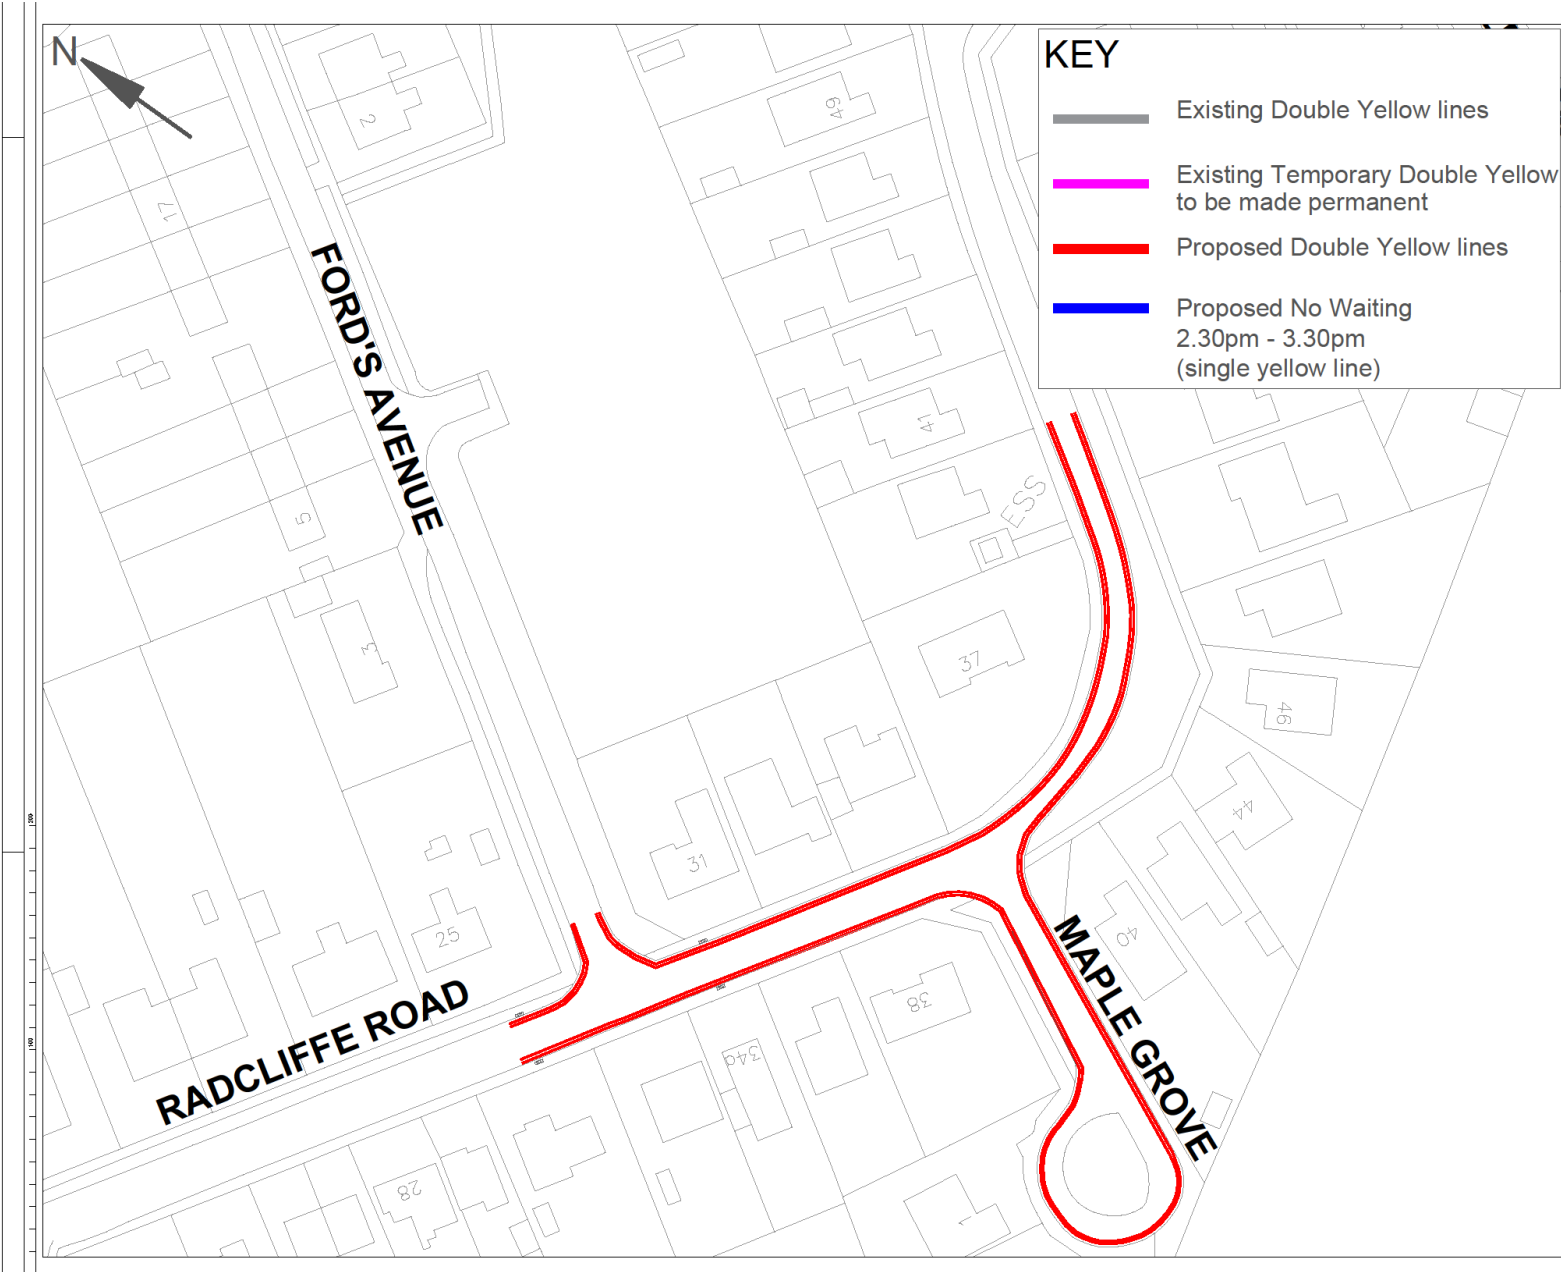 N
KEY
Existing Double Yellow lines
Existing Temporary Double Yellow
to be made permanent
Proposed Double Yellow lines
Proposed No Waiting
2.30pm - 3.30pm
(single yellow line)
2
49
17
FORD'S AVENUE
41
5
ESS
3
37
46
44
31
25
40
MAPLE GROVE
RADCLIFFE ROAD
38
34a
28